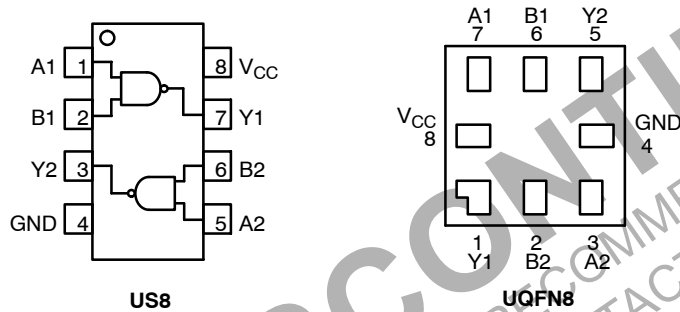 A1 1
8 VCC
B1 2
7 Y1
Y2 3
6 B2
GND 4
5 A2
US8
A1 B1 Y2
7 6 5
VCC
8
GND
4
1 2 3
Y1 B2 A2
UQFN8